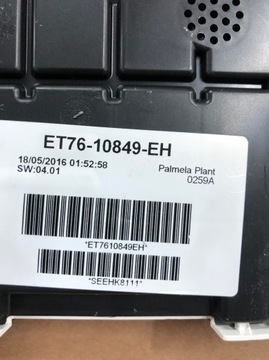 ET76-10849-EH
18/05/2016 01:52:58 Palmela Plant
SW:04.01 0259A
*ET7610849EH*
*SEEHK8111*